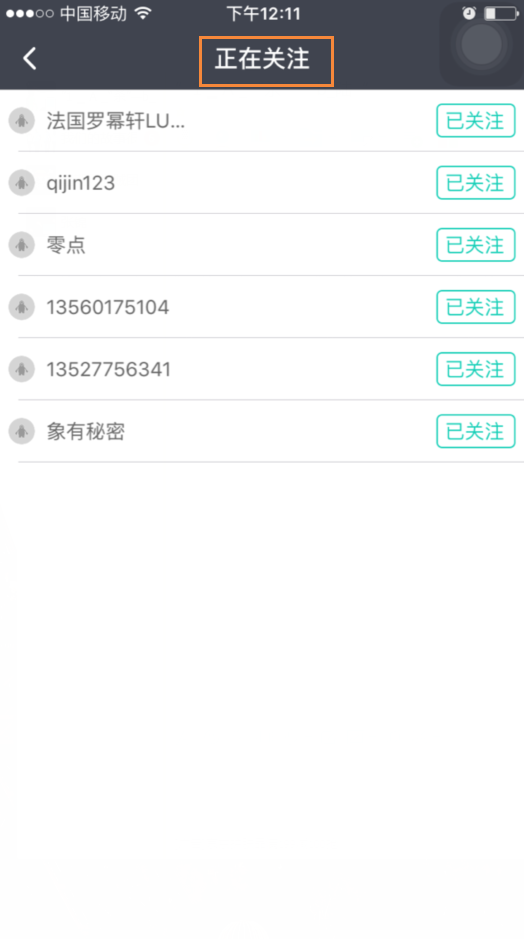 中国移动 下午12:11
正在关注
法国罗幂轩LU... 已关注
qijin123 已关注
零点 已关注
13560175104 已关注
13527756341 已关注
象有秘密 已关注